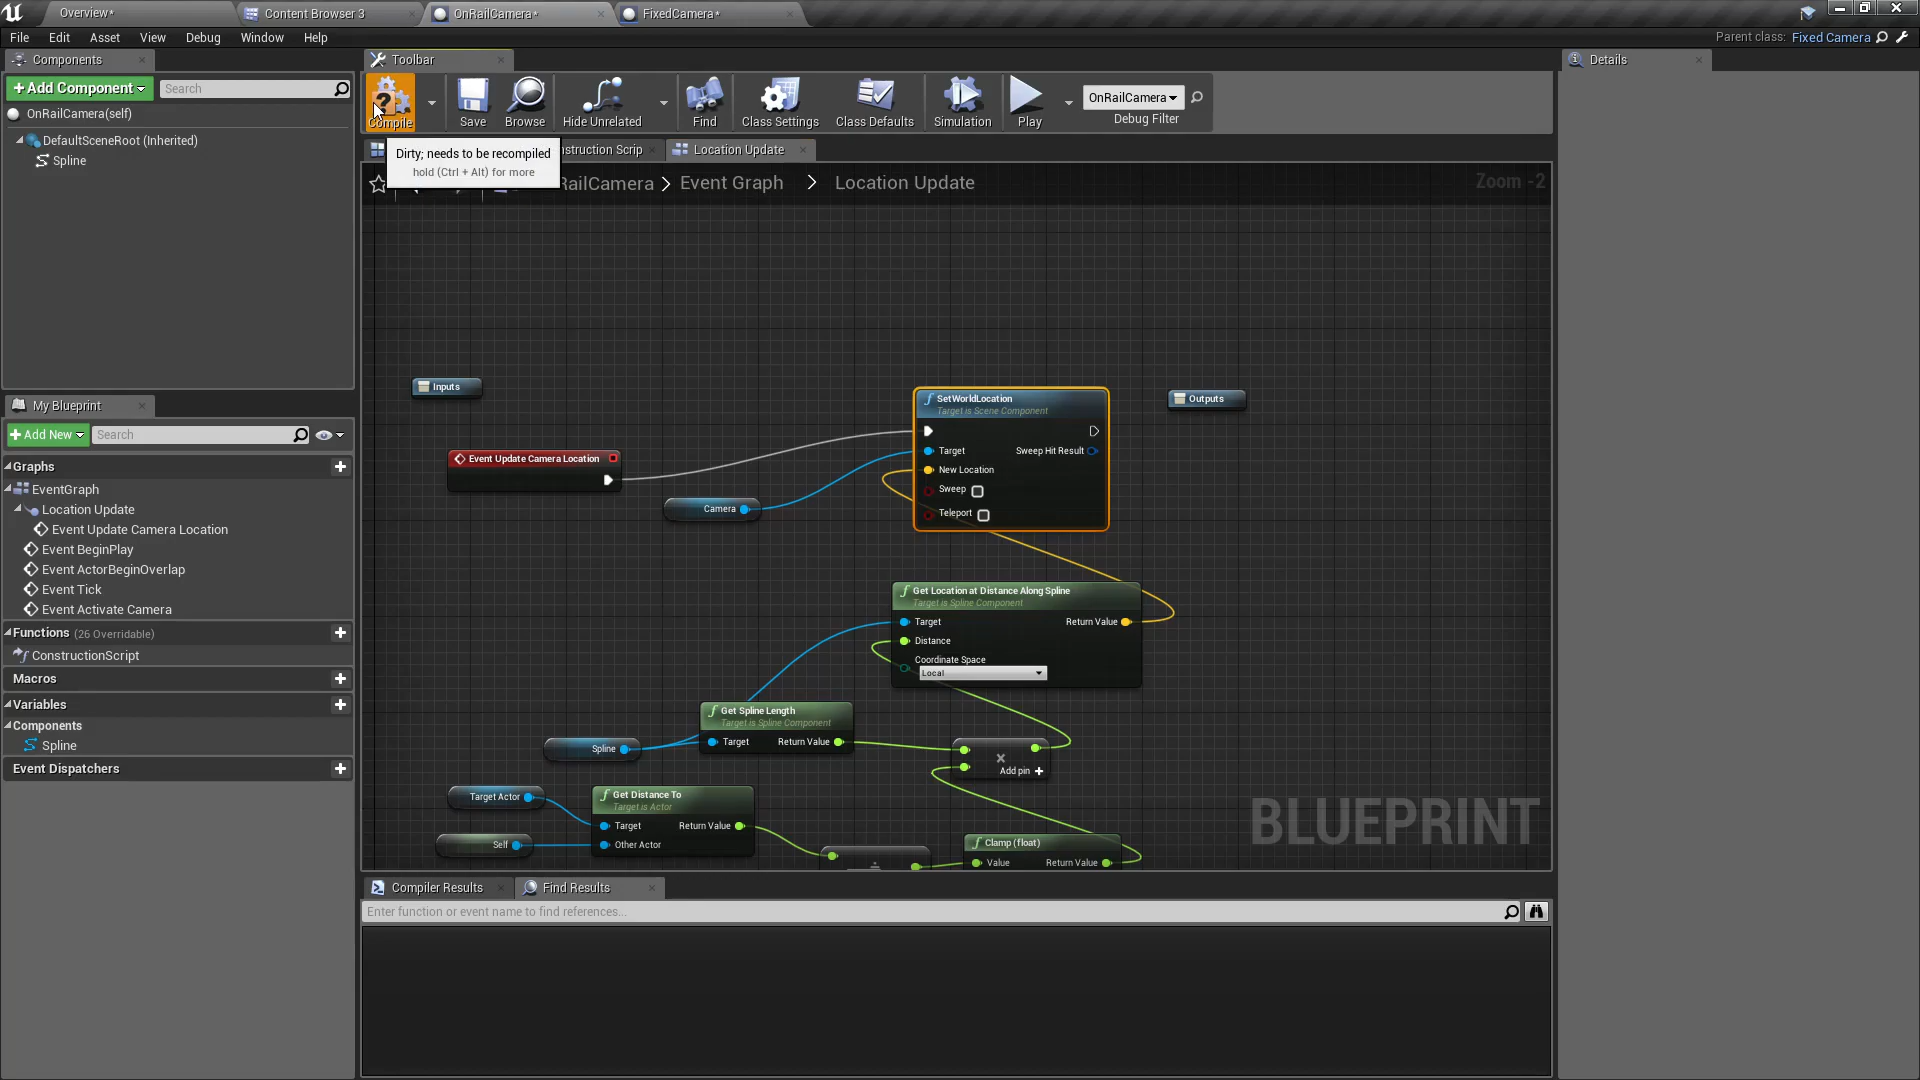 Overview*
Content Browser 3
OnRailCamera*
FixedCamera*
File Edit Asset View Debug Window Help
Parent class: Fixed Camera
Components
Toolbar
Details
+Add Component
Search
OnRailCamera(self)
DefaultSceneRoot (Inherited)
Spline
Compile
Save
Browse
Hide Unrelated
Find
Class Settings
Class Defaults
Simulation
Play
OnRailCamera
Debug Filter
Dirty; needs to be recompiled
hold (Ctrl + Alt) for more
nstruction Scrip
Location Update
RailCamera > Event Graph > Location Update
Zoom -2
Inputs
Event Update Camera Location
Camera
SetWorldLocation
Target is Scene Component
Target
Sweep Hit Result
New Location
Sweep
Teleport
Outputs
Get Location at Distance Along Spline
Target is Spline Component
Target
Return Value
Distance
Coordinate Space
Local
Get Spline Length
Target is Spline Component
Target
Return Value
Spline
Add pin +
Target Actor
Self
Get Distance To
Target is Actor
Target
Return Value
Other Actor
Clamp (float)
Value
Return Value
BLUEPRINT
My Blueprint
+Add New
Search
Graphs
EventGraph
Location Update
Event Update Camera Location
Event BeginPlay
Event ActorBeginOverlap
Event Tick
Event Activate Camera
Functions (26 Overridable)
ConstructionScript
Macros
Variables
Components
Spline
Event Dispatchers
Compiler Results
Find Results
Enter function or event name to find references...